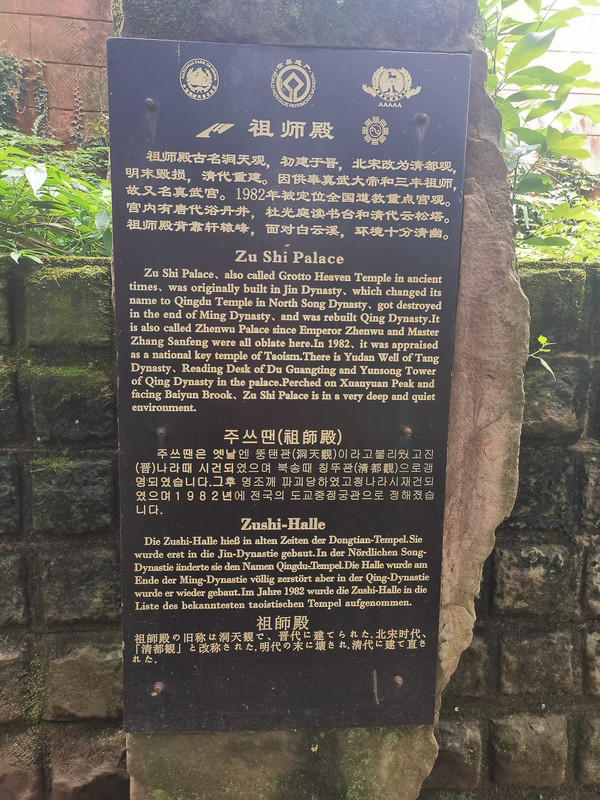 AAAAA
祖师殿
祖师殿古名洞天观，初建于晋，北宋改为清都观，
明末毁损，清代重建。因供奉真武大帝和三丰祖师，
故又名真武宫。1982年被定位全国道教重点宫观。
宫内有唐代浴丹井，杜光庭读书台和清代云松塔。
祖师殿背靠轩辕峰，面对白云溪，环境十分清幽。
Zu Shi Palace
Zu Shi Palace、also called Grotto Heaven Temple in ancient
times、was originally built in Jin Dynasty、which changed its
name to Qingdu Temple in North Song Dynasty、got destroyed
in the end of Ming Dynasty、and was rebuilt Qing Dynasty.It
is also called Zhenwu Palace since Emperor Zhenwu and Master
Zhang Sanfeng were all oblate here.In 1982、it was appraised
as a national key temple of Taoism.There is Yudan Well of Tang
Dynasty、Reading Desk of Du Guangting and Yunsong Tower
of Qing Dynasty in the palace.Perched on Xuanyuan Peak and
facing Baiyun Brook、Zu Shi Palace is in a very deep and quiet
environment.
주쓰땐(祖師殿)
주쓰땐은 옛날엔 뚱탠관(洞天觀)이라고불리웠고진
(晋)나라때 시건되였으며 북송때 칭뚜관(清都觀)으로갱
명되였습니다.그후 명조깨 파괴당하였고청나라시재건되
였으며1982년에 전국의 도교중점궁관으로 정해졌습
니다.
Zushi-Halle
Die Zushi-Halle hieß in alten Zeiten der Dongtian-Tempel.Sie
wurde erst in die Jin-Dynastie gebaut.In der Nördlichen Song-
Dynastie änderte sie den Namen Qingdu-Tempel.Die Halle wurde am
Ende der Ming-Dynastie völlig zerstört aber in der Qing-Dynastie
wurde er wieder gebaut.Im Jahre 1982 wurde die Zushi-Halle in die
Liste des bekanntesten taoistischen Tempel aufgenommen.
祖師殿
祖師殿の旧称は洞天観で、晋代に建てられた.北宋时代、
「清都観」と改称された.明代の末に壊され.清代に建て直さ
れた.